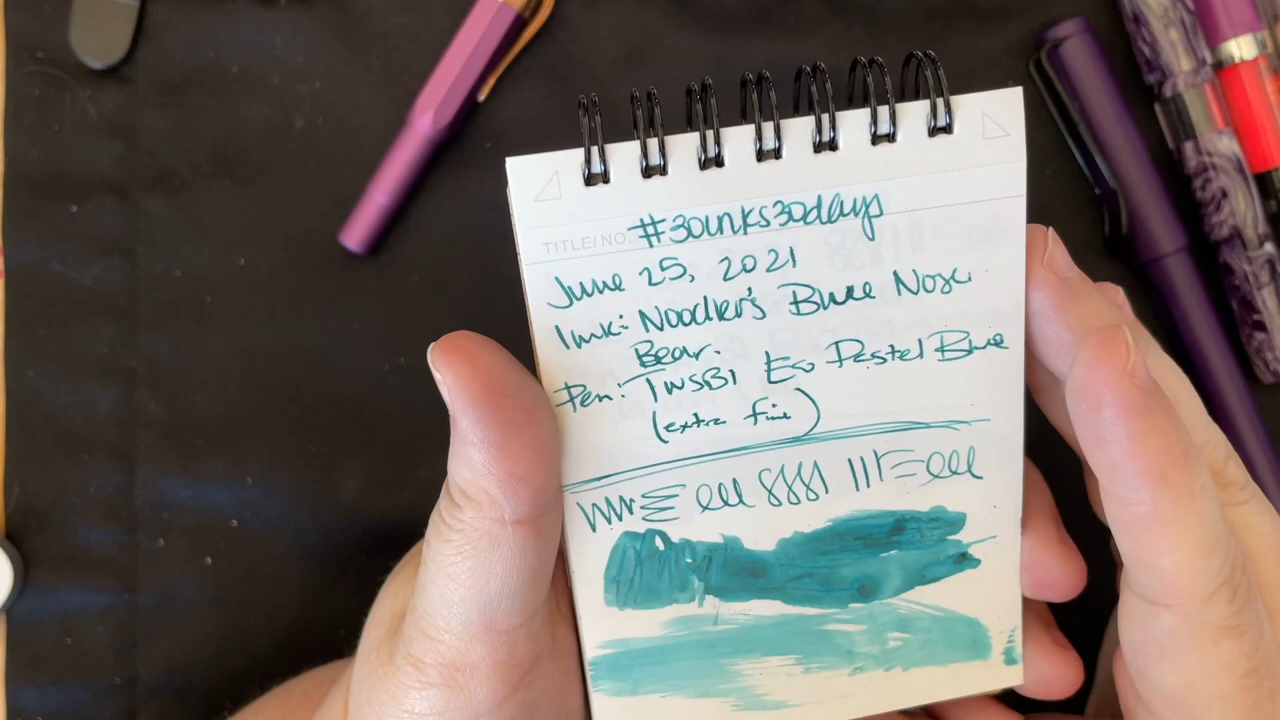 TITLE/NO. #30inks30days
June 25, 2021
Ink: Noodler's Blue Nose
Bear.
Pen: TWSBI Eco Pastel Blue
(extra fine)